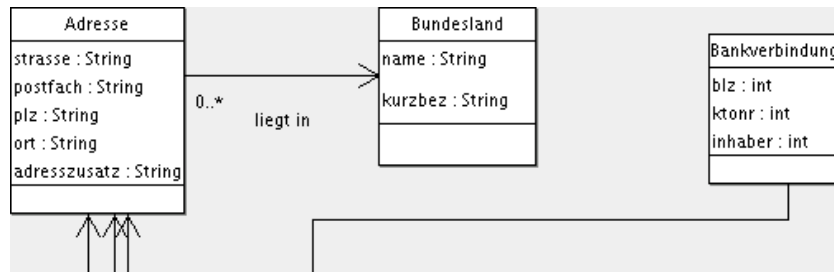 Adresse
strasse : String
postfach : String
plz : String
ort : String
adresszusatz : String
0..*
liegt in
Bundesland
name : String
kurzbez : String
Bankverbindung
blz : int
ktonr : int
inhaber : int